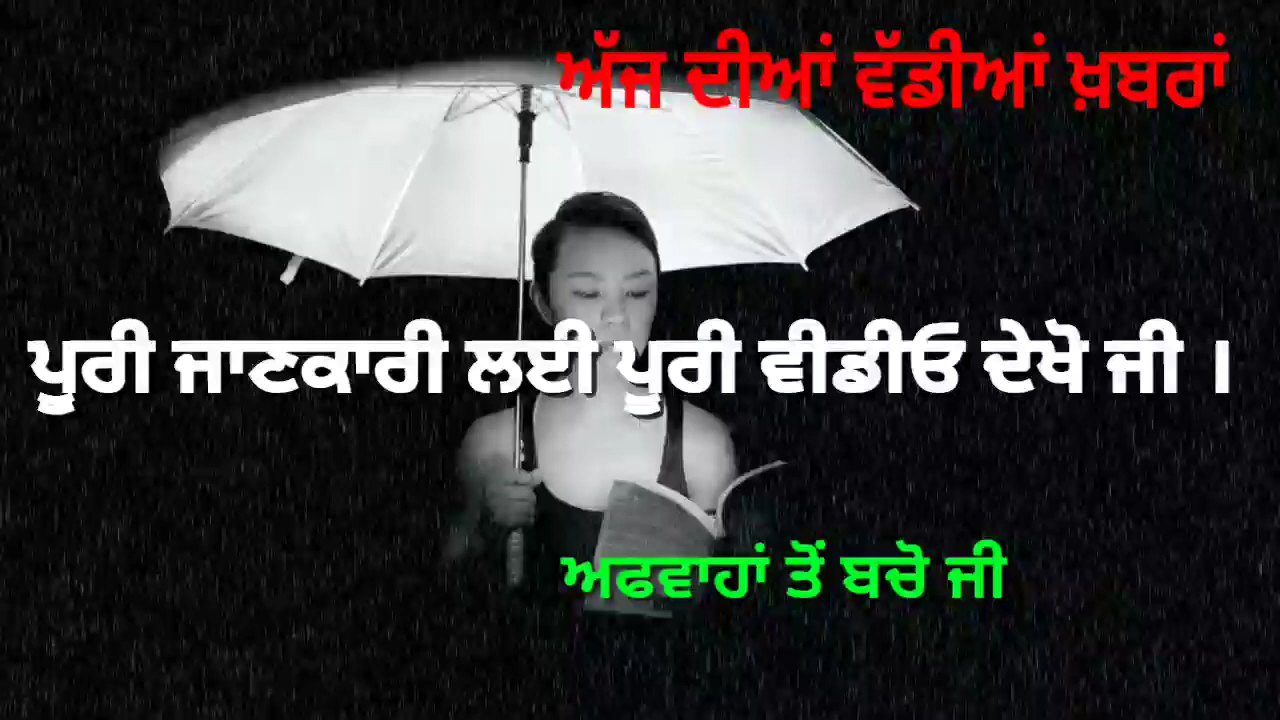 ਅੱਜ ਦੀਆਂ ਵੱਡੀਆਂ ਖ਼ਬਰਾਂ
ਪੂਰੀ ਜਾਣਕਾਰੀ ਲਈ ਪੂਰੀ ਵੀਡੀਓ ਦੇਖੋ ਜੀ ।
ਅਫਵਾਹਾਂ ਤੋਂ ਬਚੋ ਜੀ